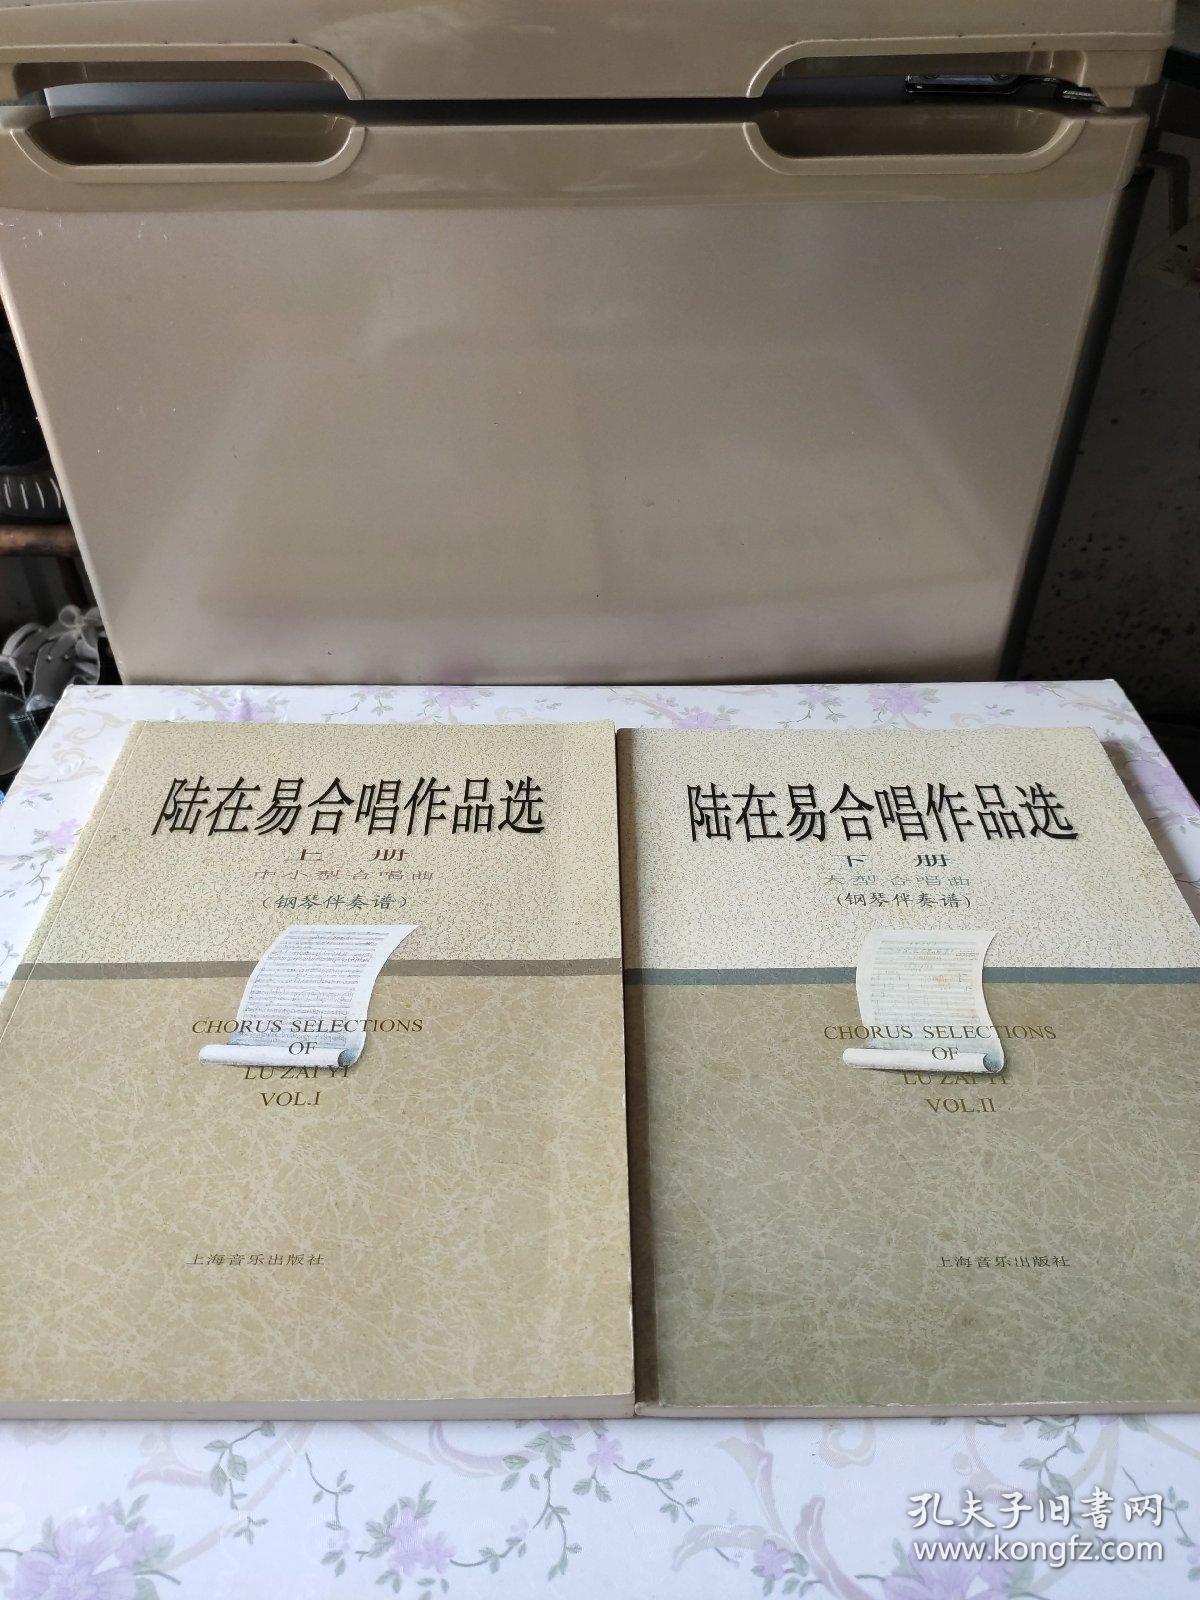 陆在易合唱作品选
上 册
中小型合唱曲
(钢琴伴奏谱)
CHORUS SELECTIONS
OF
LU ZAI YI
VOL.I
上海音乐出版社
陆在易合唱作品选
下 册
大型合唱曲
(钢琴伴奏谱)
CHORUS SELECTIONS
OF
LU ZAI YI
VOL.II
上海音乐出版社
孔夫子旧书网
www.kongfz.com